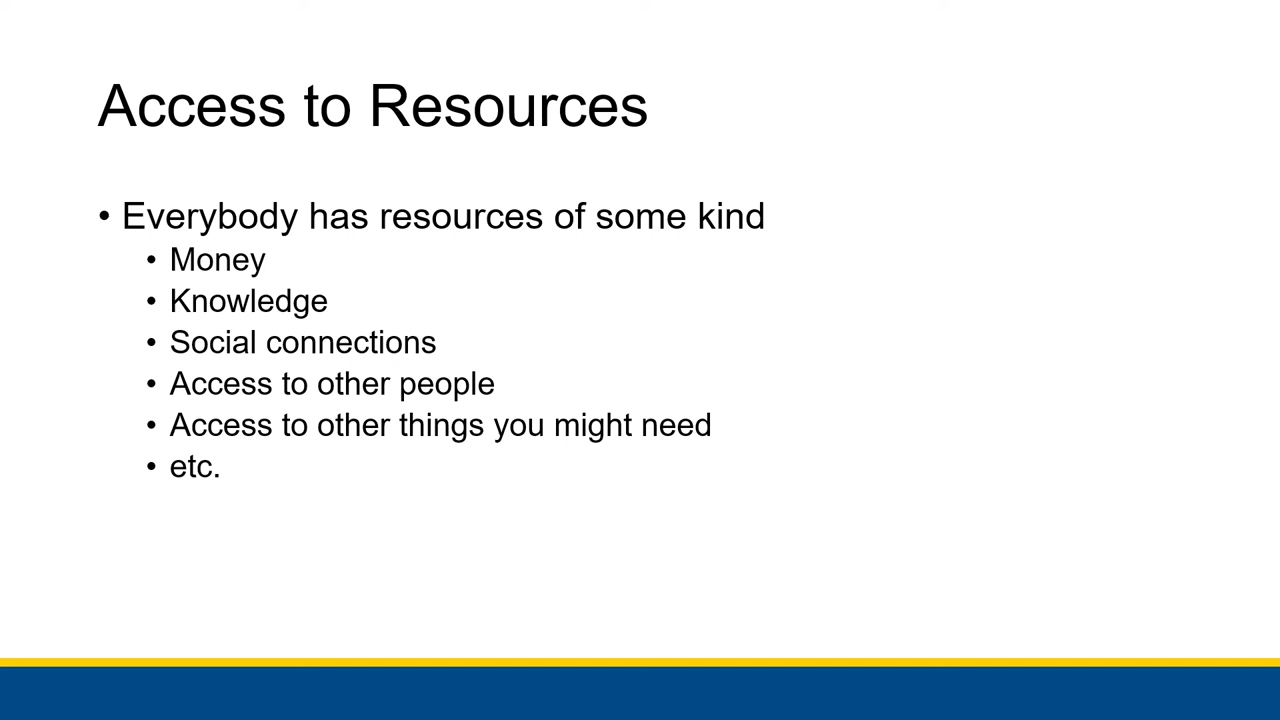 Access to Resources
• Everybody has resources of some kind
• Money
• Knowledge
• Social connections
• Access to other people
• Access to other things you might need
• etc.